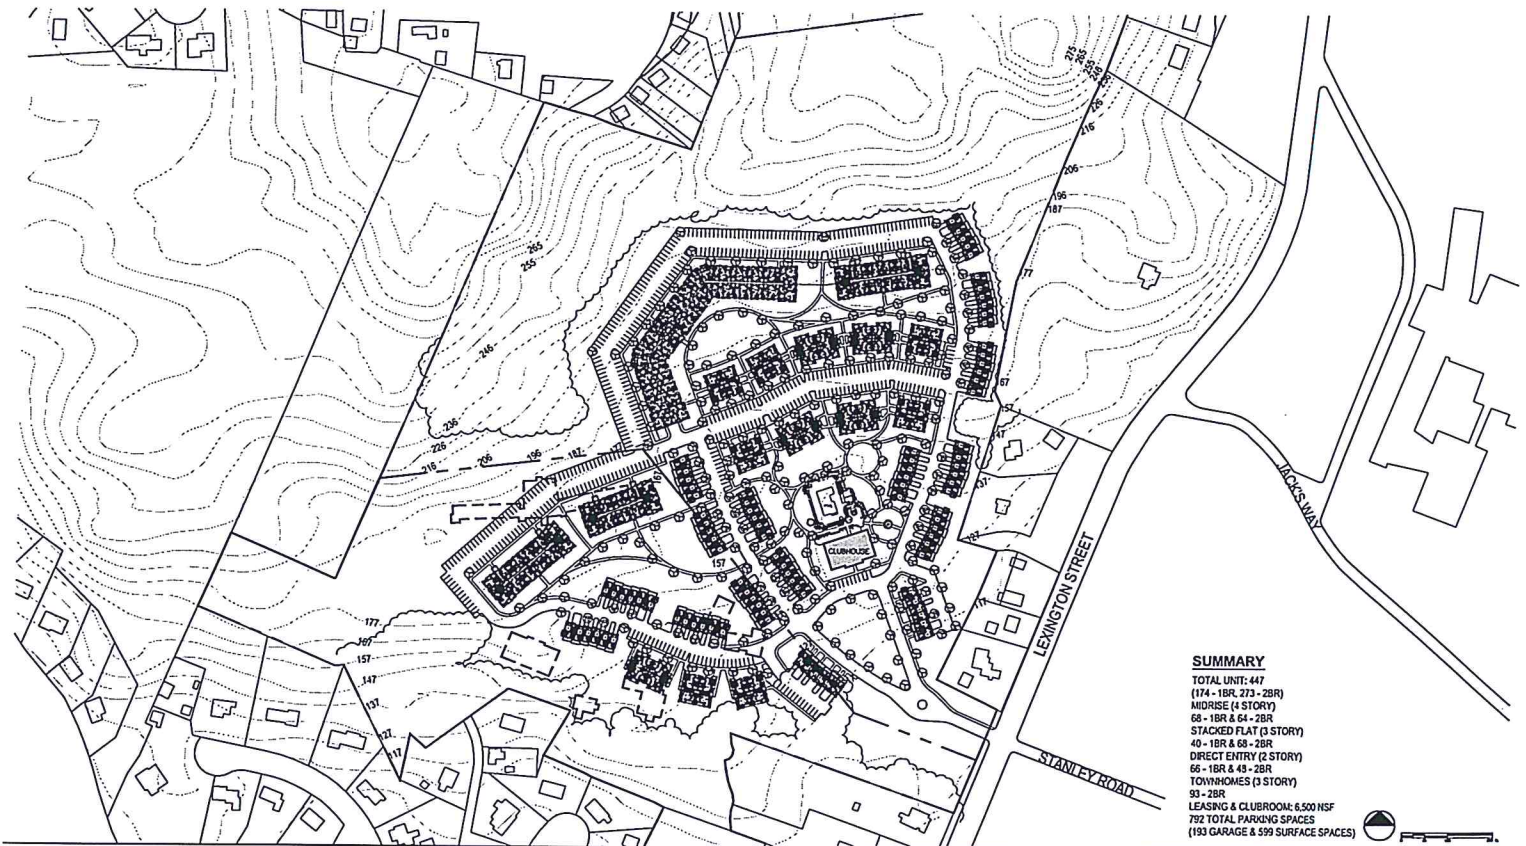 275
265
255
246
226
216
206
196
187
265
255
77
246
67
236
147
226
216
206
196
187
CLUBHOUSE
157
177
167
157
147
137
127
117
LEXINGTON STREET
JACK'S WAY
STANLEY ROAD
SUMMARY
TOTAL UNIT: 447
(174 - 1BR, 273 - 2BR)
MIDRISE (4 STORY)
68 - 1BR & 64 - 2BR
STACKED FLAT (3 STORY)
40 - 1BR & 68 - 2BR
DIRECT ENTRY (2 STORY)
66 - 1BR & 48 - 2BR
TOWNHOMES (3 STORY)
93 - 2BR
LEASING & CLUBROOM: 6,500 NSF
792 TOTAL PARKING SPACES
(193 GARAGE & 599 SURFACE SPACES)